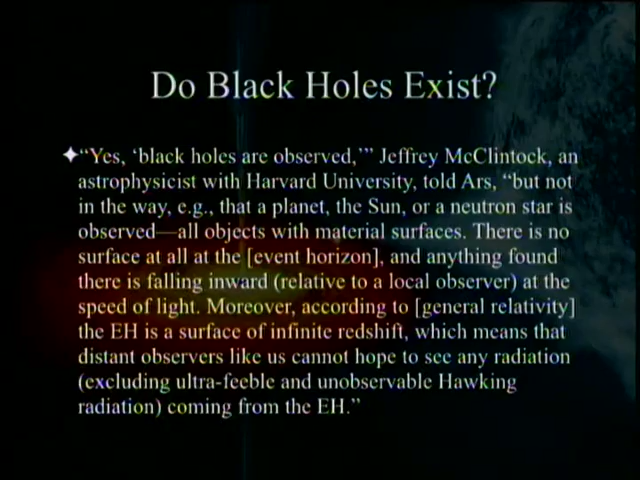 Do Black Holes Exist?
“Yes, ‘black holes are observed,’” Jeffrey McClintock, an
astrophysicist with Harvard University, told Ars, “but not
in the way, e.g., that a planet, the Sun, or a neutron star is
observed—all objects with material surfaces. There is no
surface at all at the [event horizon], and anything found
there is falling inward (relative to a local observer) at the
speed of light. Moreover, according to [general relativity]
the EH is a surface of infinite redshift, which means that
distant observers like us cannot hope to see any radiation
(excluding ultra-feeble and unobservable Hawking
radiation) coming from the EH.”